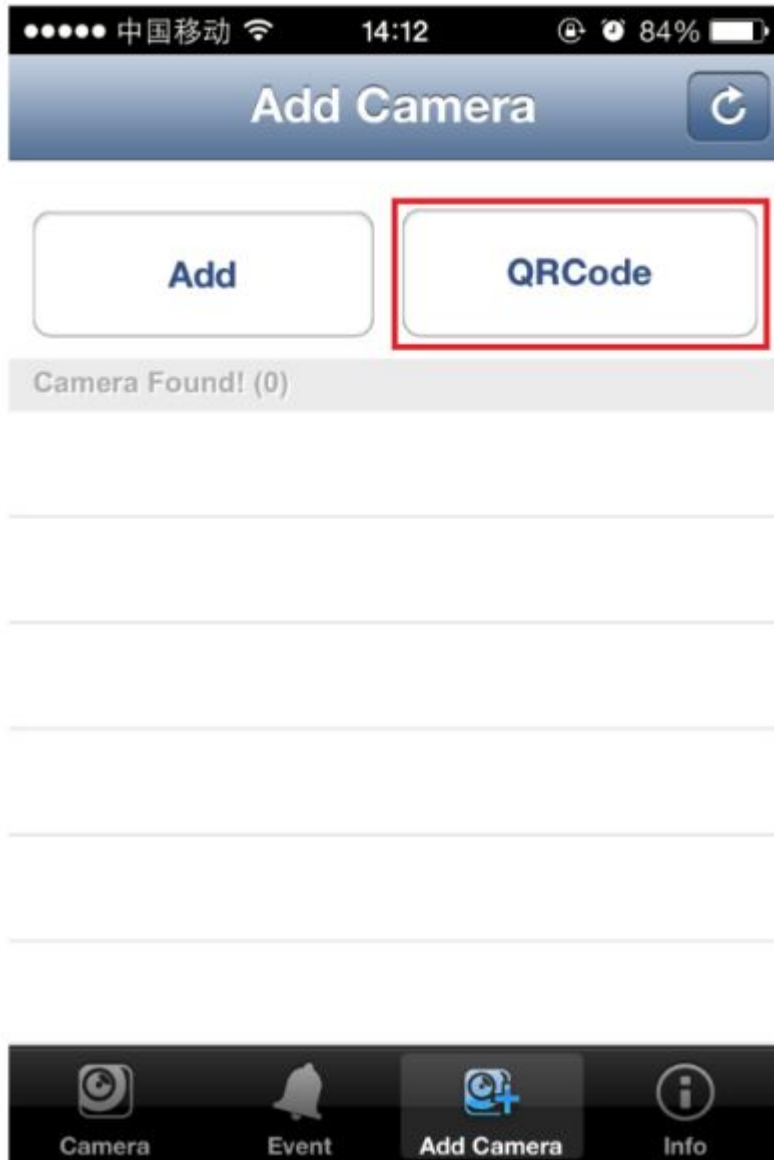 中国移动 14:12 84%
Add Camera
Add QRCode
Camera Found! (0)
Camera Event Add Camera Info